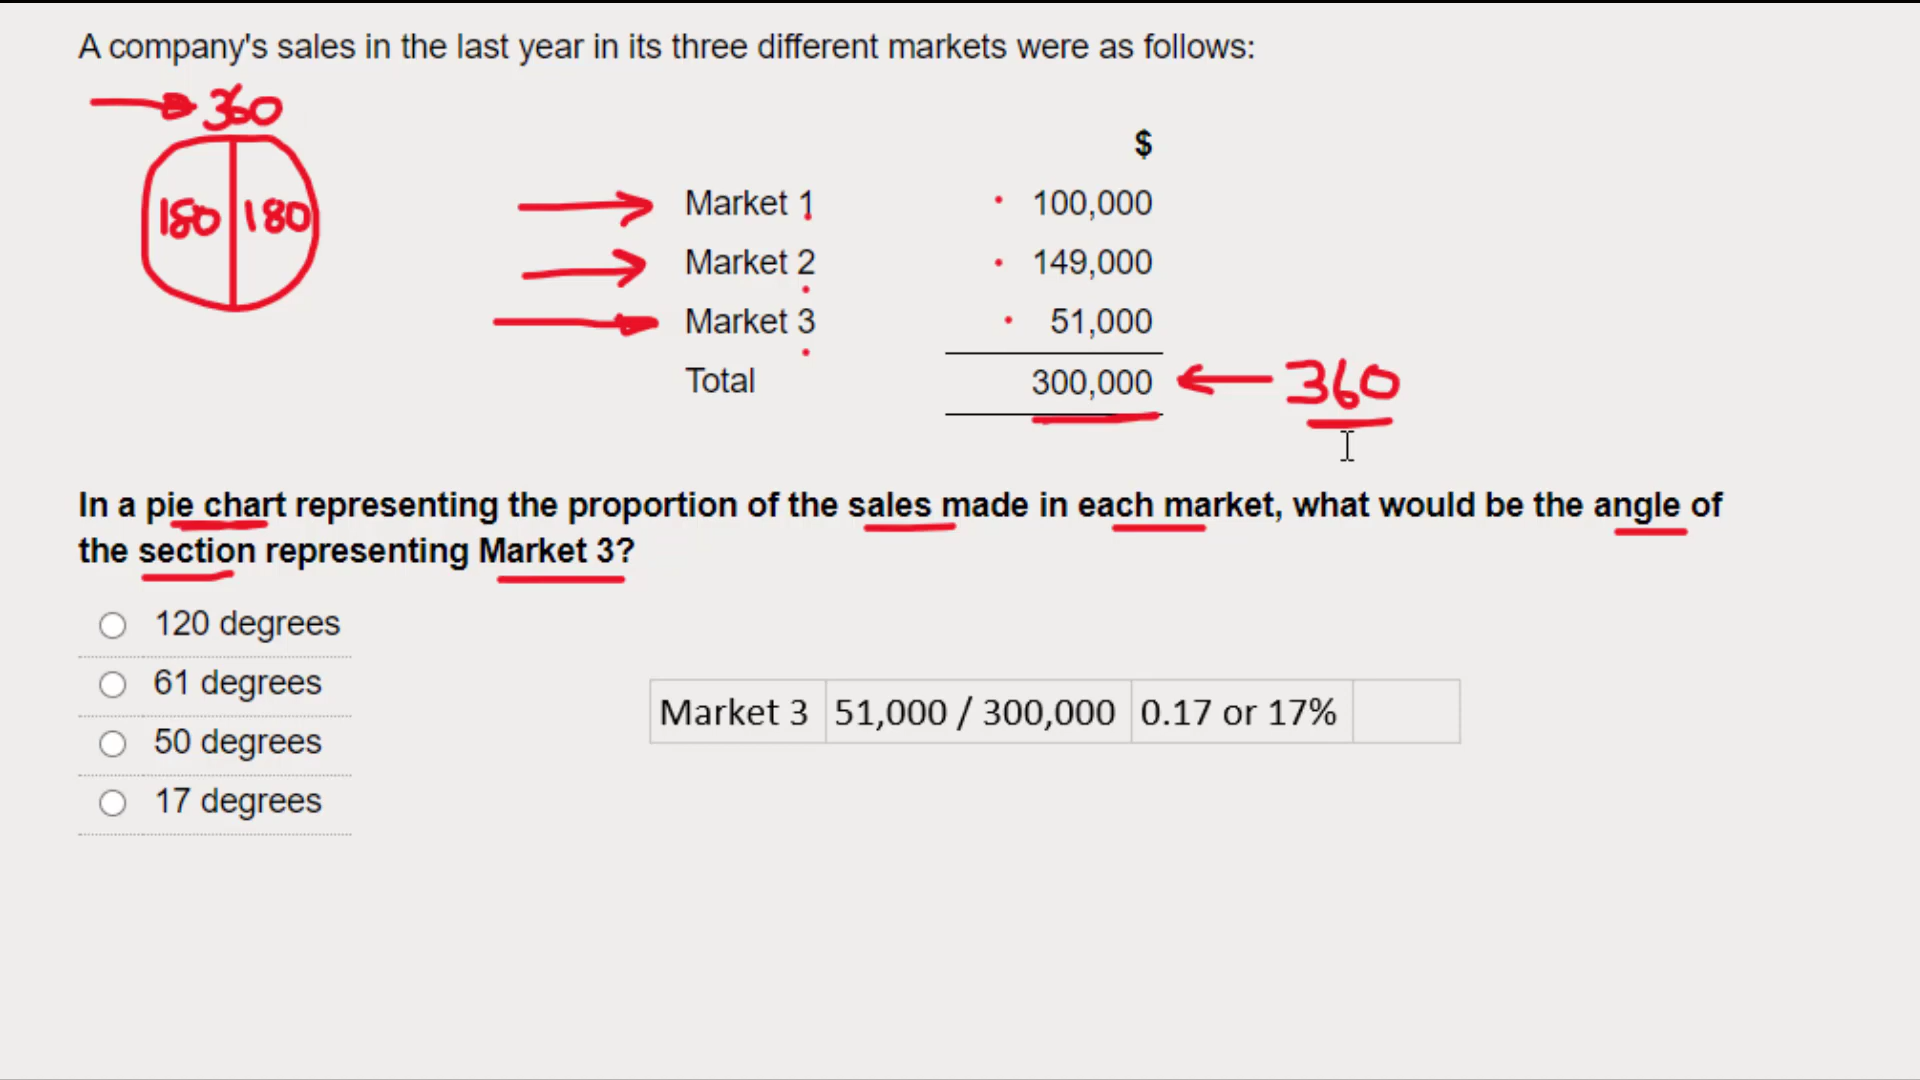 A company's sales in the last year in its three different markets were as follows:
360
$
180 180
Market 1 100,000
Market 2 149,000
Market 3 51,000
Total 300,000 360
In a pie chart representing the proportion of the sales made in each market, what would be the angle of
the section representing Market 3?
120 degrees
61 degrees
Market 3 51,000 / 300,000 0.17 or 17%
50 degrees
17 degrees